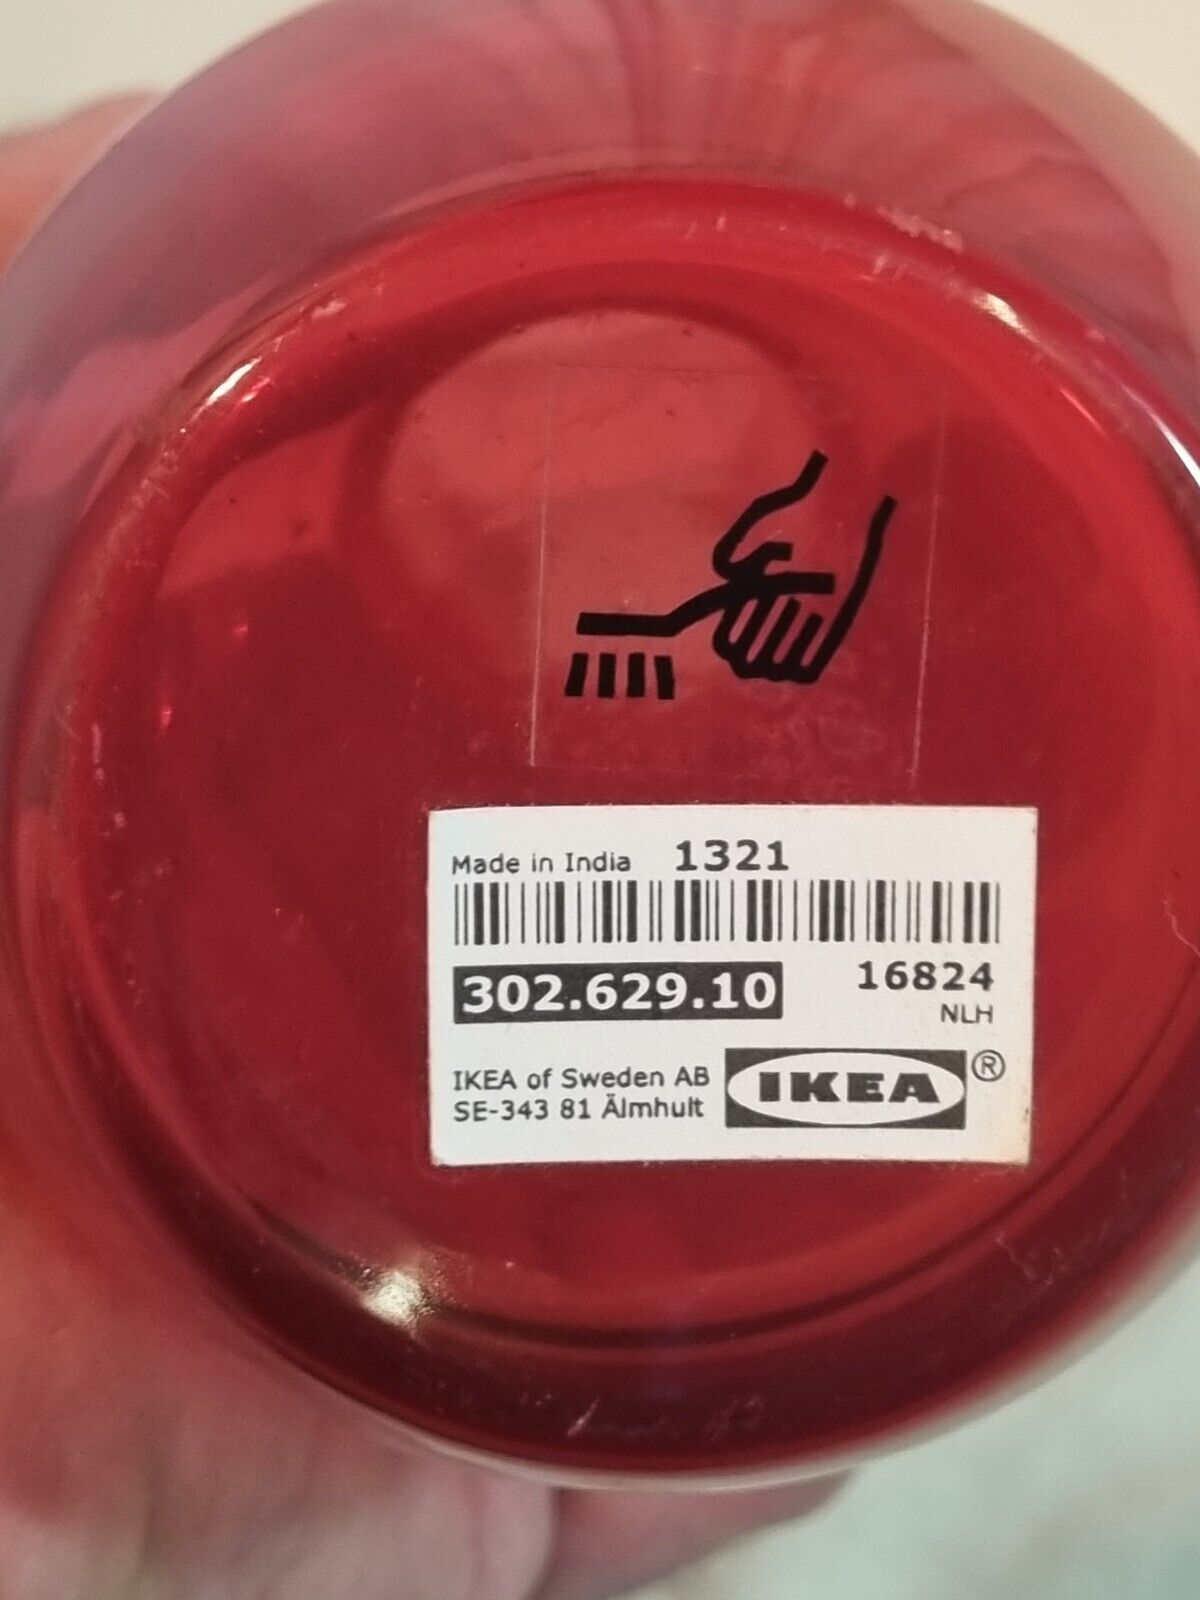 Made in India 1321
302.629.10 16824
NLH
IKEA of Sweden AB
SE-343 81 Älmhult
IKEA®